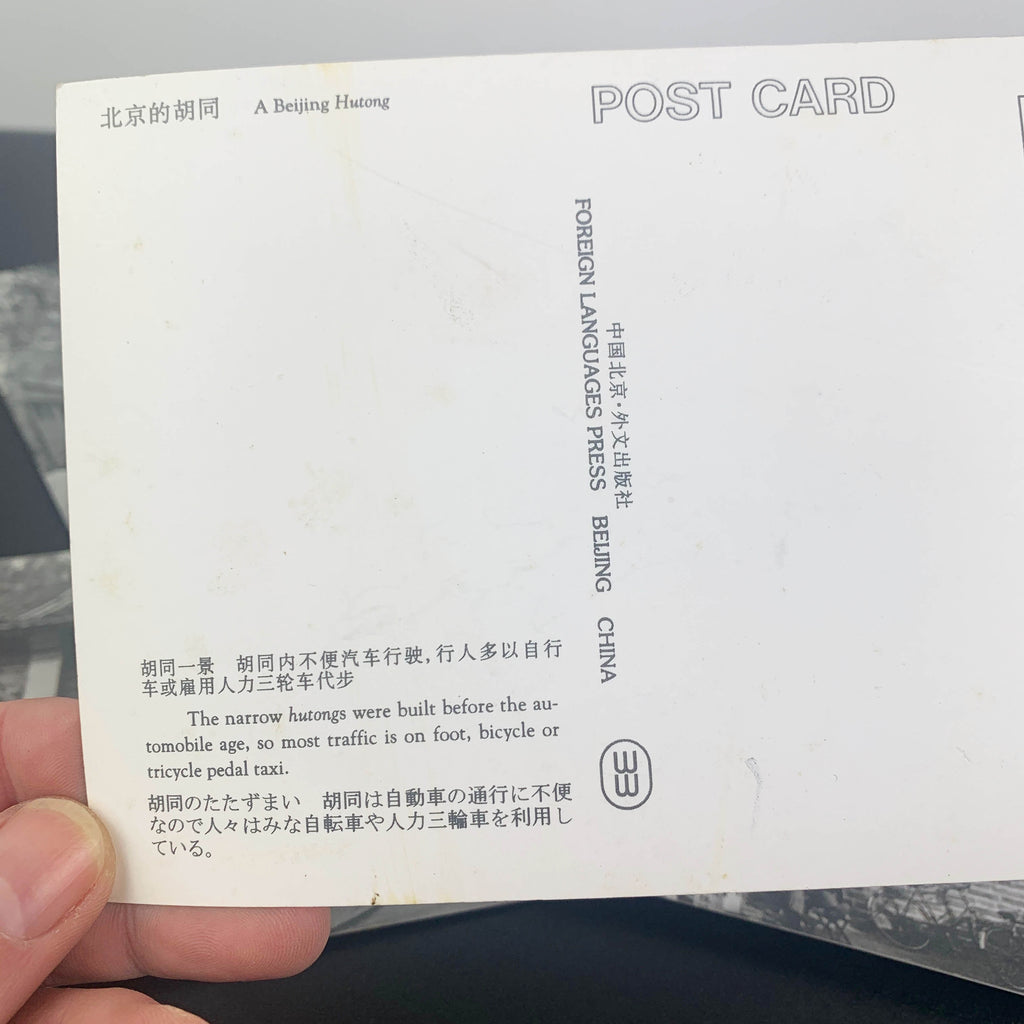 北京的胡同 A Beijing Hutong
POST CARD
FOREIGN LANGUAGES PRESS BEIJING CHINA
中国北京·外文出版社
胡同一景 胡同内不便汽车行驶,行人多以自行
车或雇用人力三轮车代步
The narrow hutongs were built before the au-
tomobile age, so most traffic is on foot, bicycle or
tricycle pedal taxi.
胡同のたたずまい 胡同は自動車の通行に不便
なので人々はみな自転車や人力三輪車を利用し
ている。